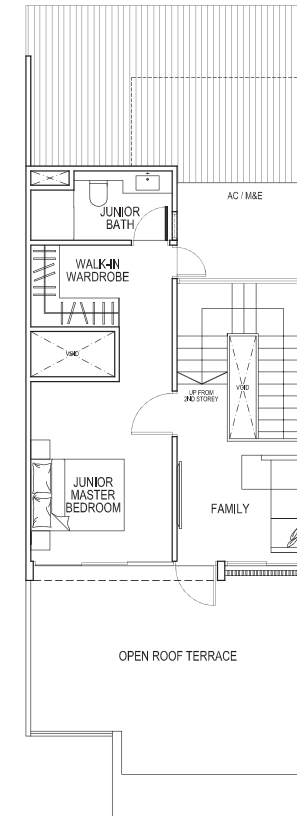 AC / M&E
JUNIOR
BATH
WALK-IN
WARDROBE
VOID
VOID
UP FROM
2ND STOREY
JUNIOR
MASTER
BEDROOM
FAMILY
OPEN ROOF TERRACE